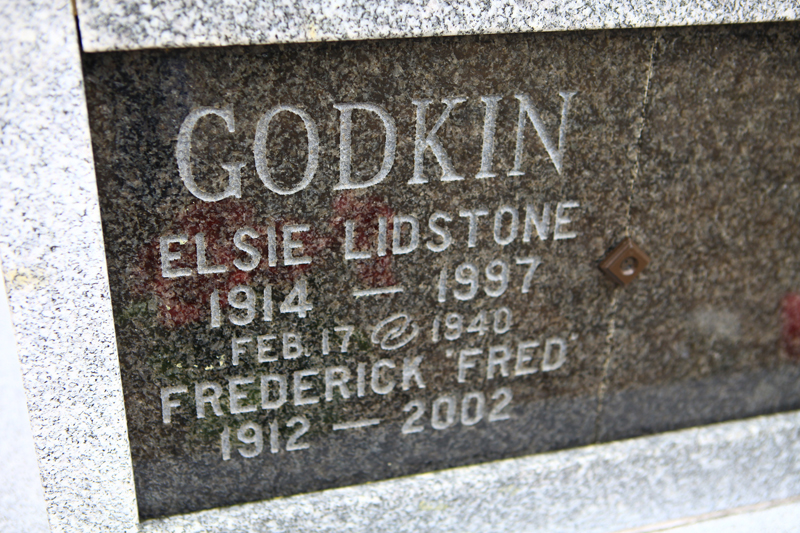 GODKIN
ELSIE LIDSTONE
1914 — 1997
FEB. 17 1940
FREDERICK "FRED"
1912 — 2002